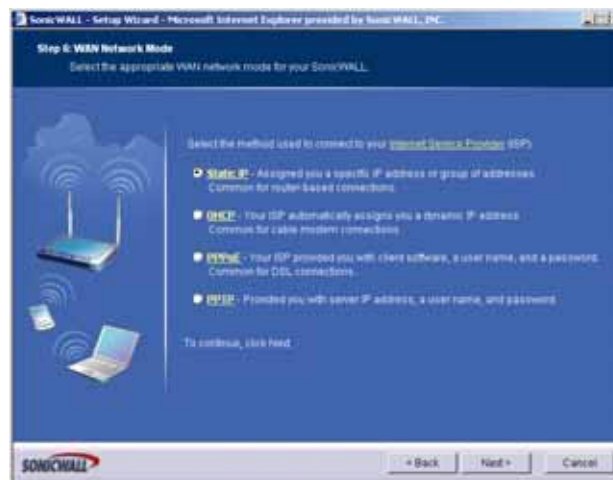 SonicWALL - Setup Wizard - Microsoft Internet Explorer provided by SonicWALL, INC.
Step 6: WAN Network Mode
Select the appropriate WAN network mode for your SonicWALL.
Select the method used to connect to your Internet Service Provider (ISP)
Static IP - Assigned you a specific IP address or group of addresses
Common for router-based connections.
DHCP - Your ISP automatically assigns you a dynamic IP address
Common for cable modem connections.
PPPoE - Your ISP provided you with client software, a user name, and a password.
Common for DSL connections.
PPTP - Provided you with server IP address, a user name, and password
To continue, click Next.
SONICWALL
< Back
Next >
Cancel